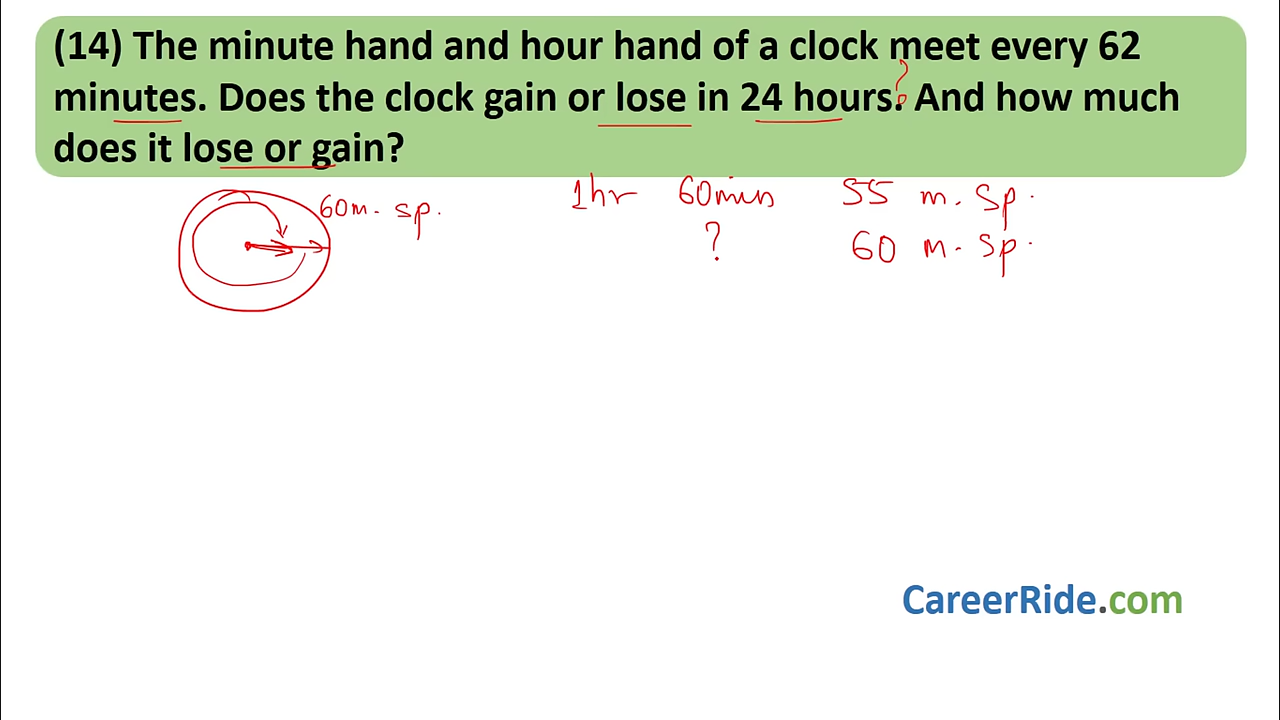 (14) The minute hand and hour hand of a clock meet every 62
minutes. Does the clock gain or lose in 24 hours.? And how much
does it lose or gain?
60m. sp.
1hr 60mins 55 m. sp.
? 60 m. sp.
CareerRide.com